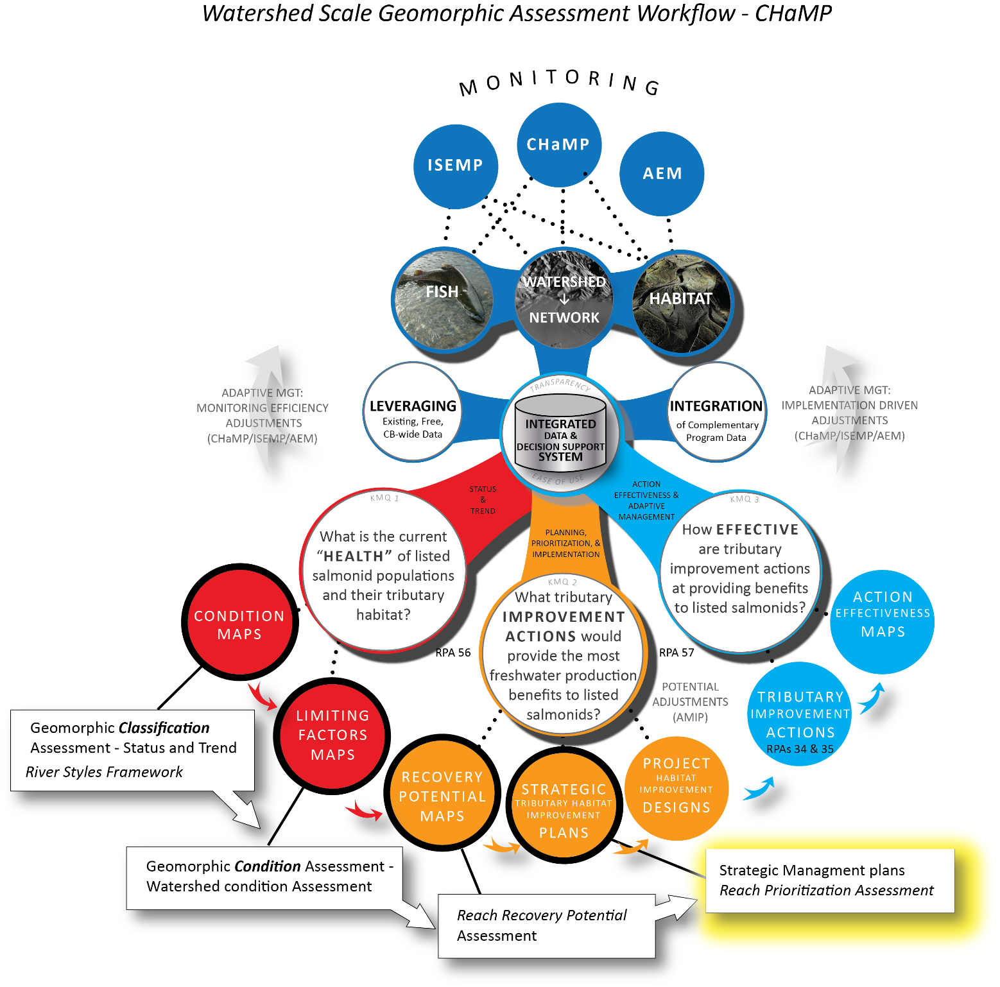 Watershed Scale Geomorphic Assessment Workflow - CHaMP
MONITORING
ISEMP
CHaMP
AEM
FISH
WATERSHED
↓
NETWORK
HABITAT
ADAPTIVE MGT:
MONITORING EFFICIENCY
ADJUSTMENTS
(CHaMP/ISEMP/AEM)
LEVERAGING
Existing, Free,
CB-wide Data
TRANSPARENCY
INTEGRATED
DATA &
DECISION SUPPORT
SYSTEM
EASE OF USE
INTEGRATION
of Complementary
Program Data
ADAPTIVE MGT:
IMPLEMENTATION DRIVEN
ADJUSTMENTS
(CHaMP/ISEMP/AEM)
STATUS
&
TREND
PLANNING,
PRIORITIZATION, &
IMPLEMENTATION
ACTION
EFFECTIVENESS &
ADAPTIVE
MANAGEMENT
KMQ 1
What is the current
“HEALTH” of listed
salmonid populations
and their tributary
habitat?
KMQ 2
What tributary
IMPROVEMENT
ACTIONS would
provide the most
freshwater production
benefits to listed
salmonids?
KMQ 3
How EFFECTIVE
are tributary
improvement actions
at providing benefits
to listed salmonids?
RPA 56
RPA 57
POTENTIAL
ADJUSTMENTS
(AMIP)
CONDITION
MAPS
LIMITING
FACTORS
MAPS
RECOVERY
POTENTIAL
MAPS
STRATEGIC
TRIBUTARY HABITAT
IMPROVEMENT
PLANS
PROJECT
HABITAT
IMPROVEMENT
DESIGNS
TRIBUTARY
IMPROVEMENT
ACTIONS
RPAs 34 & 35
ACTION
EFFECTIVENESS
MAPS
Geomorphic Classification
Assessment - Status and Trend
River Styles Framework
Geomorphic Condition Assessment -
Watershed condition Assessment
Reach Recovery Potential
Assessment
Strategic Managment plans
Reach Prioritization Assessment